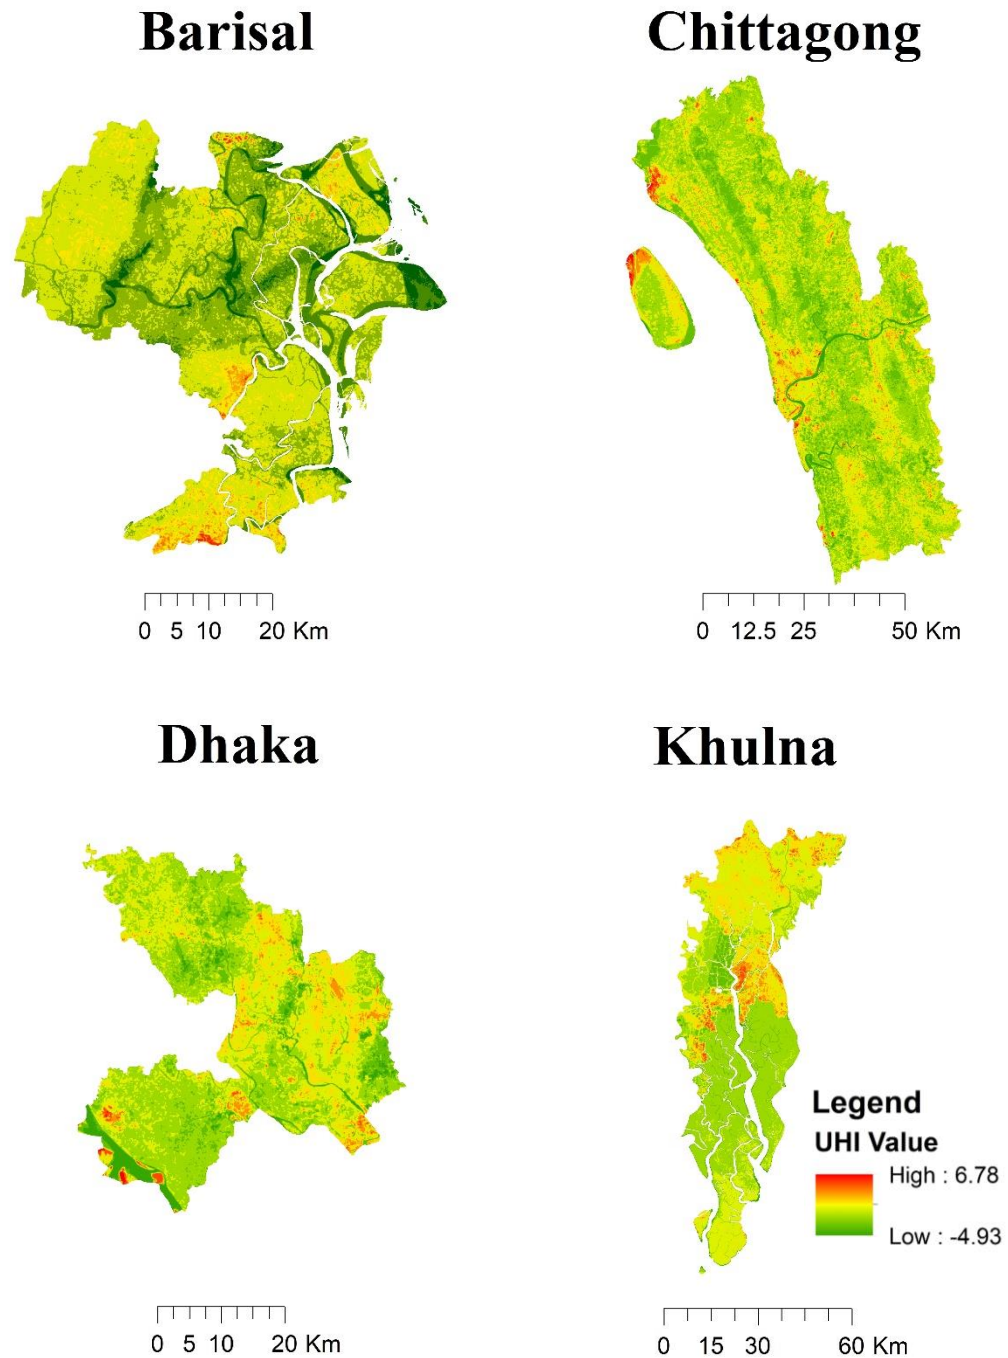 Barisal
Chittagong
0 5 10 20 Km
0 12.5 25 50 Km
Dhaka
Khulna
Legend
UHI Value
High : 6.78
Low : -4.93
0 5 10 20 Km
0 15 30 60 Km